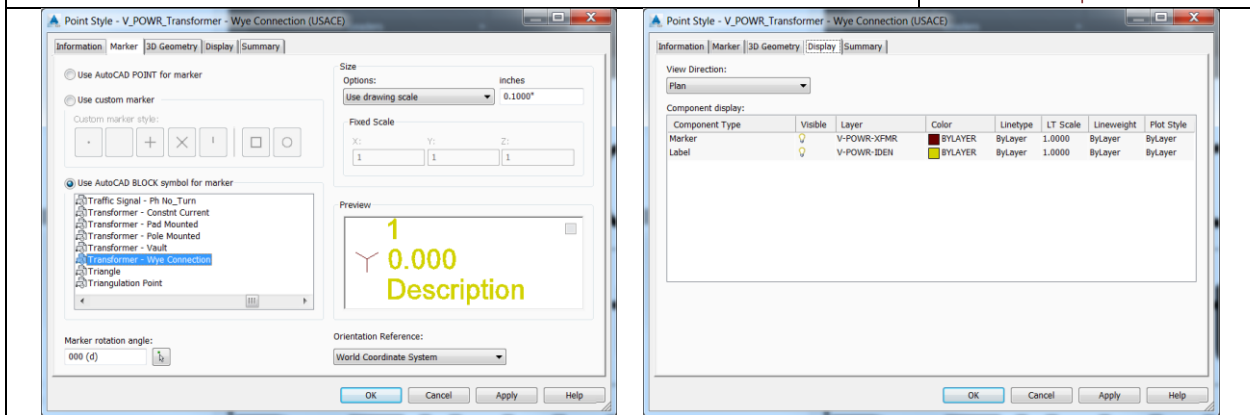 Point Style - V_POWR_Transformer - Wye Connection (USACE)
Information Marker 3D Geometry Display Summary
Use AutoCAD POINT for marker
Use custom marker
Custom marker style:
Use AutoCAD BLOCK symbol for marker
Traffic Signal - Ph No_Turn
Transformer - Constnt Current
Transformer - Pad Mounted
Transformer - Pole Mounted
Transformer - Vault
Transformer - Wye Connection
Triangle
Triangulation Point
Marker rotation angle:
000 (d)
Size
Options: inches
Use drawing scale 0.1000"
Fixed Scale
X: Y: Z:
1 1 1
Preview
1
0.000
Description
Orientation Reference:
World Coordinate System
OK Cancel Apply Help
Point Style - V_POWR_Transformer - Wye Connection (USACE)
Information Marker 3D Geometry Display Summary
View Direction:
Plan
Component display:
Component Type Visible Layer Color Linetype LT Scale Lineweight Plot Style
Marker V-POWR-XFMR BYLAYER ByLayer 1.0000 ByLayer ByLayer
Label V-POWR-IDEN BYLAYER ByLayer 1.0000 ByLayer ByLayer
OK Cancel Apply Help